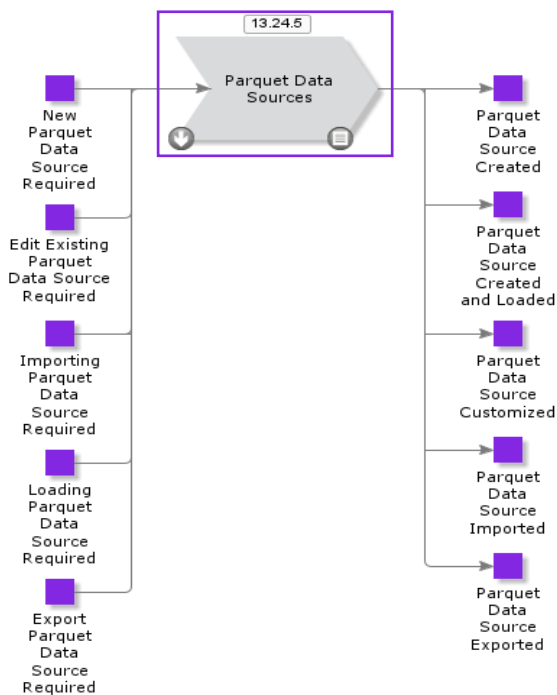 13.24.5
Parquet Data
Sources
New
Parquet
Data
Source
Required
Edit Existing
Parquet
Data Source
Required
Importing
Parquet
Data
Source
Required
Loading
Parquet
Data
Source
Required
Export
Parquet
Data
Source
Required
Parquet
Data
Source
Created
Parquet
Data
Source
Created
and Loaded
Parquet
Data
Source
Customized
Parquet
Data
Source
Imported
Parquet
Data
Source
Exported